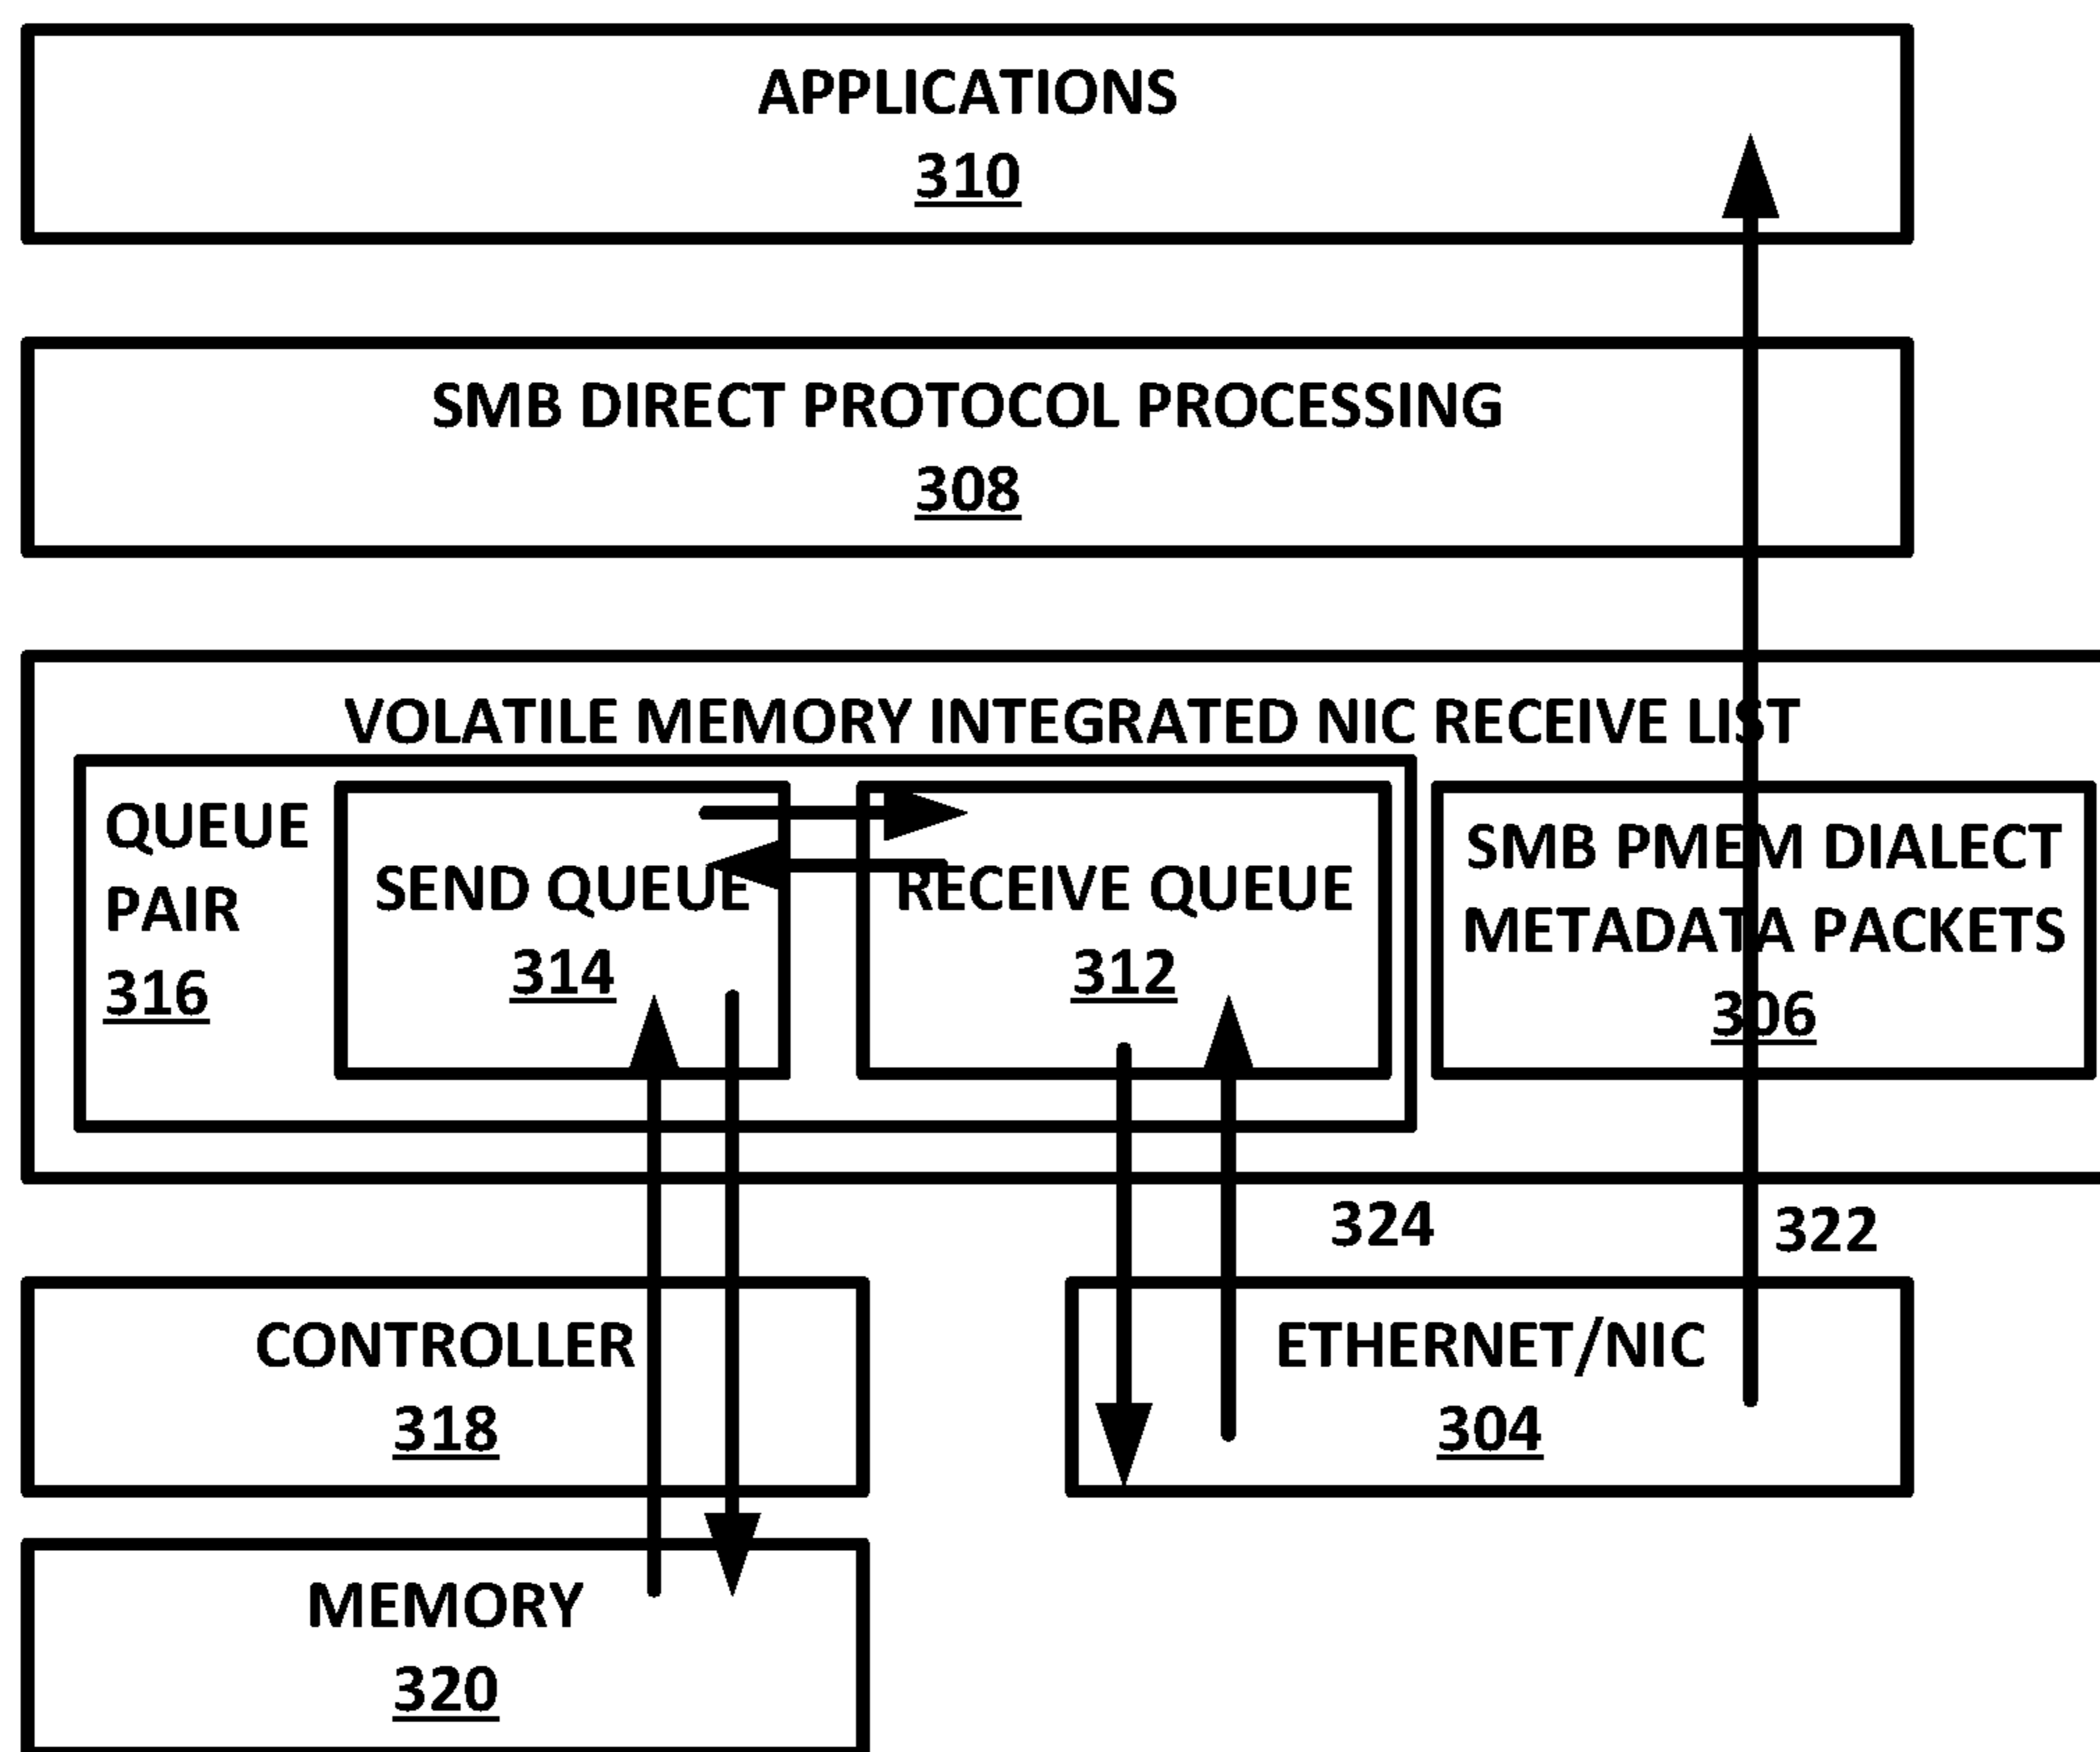 APPLICATIONS
310
SMB DIRECT PROTOCOL PROCESSING
308
VOLATILE MEMORY INTEGRATED NIC RECEIVE LIST
QUEUE
PAIR
316
SEND QUEUE
314
RECEIVE QUEUE
312
SMB PMEM DIALECT
METADATA PACKETS
306
324
322
CONTROLLER
318
ETHERNET/NIC
304
MEMORY
320